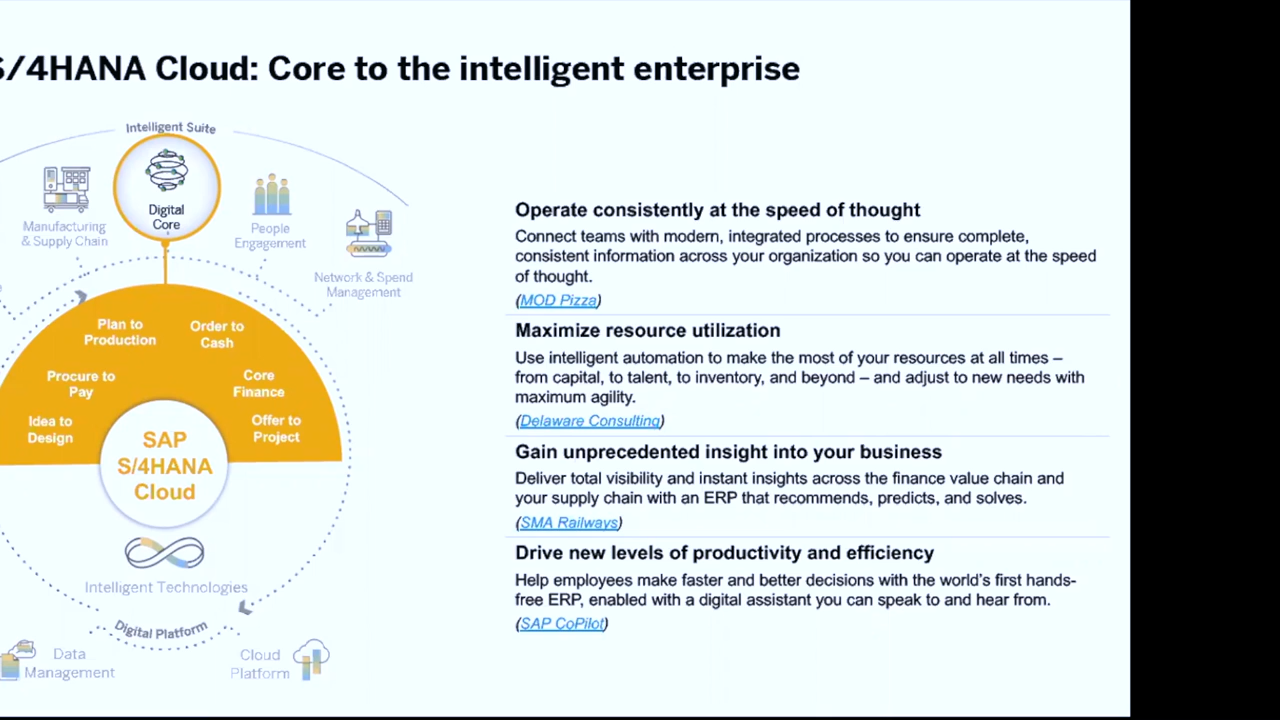 S/4HANA Cloud: Core to the intelligent enterprise
Intelligent Suite
Digital
Core
Manufacturing
& Supply Chain
People
Engagement
Network & Spend
Management
Plan to
Production
Order to
Cash
Procure to
Pay
Core
Finance
Idea to
Design
Offer to
Project
SAP
S/4HANA
Cloud
Intelligent Technologies
Digital Platform
Data
Management
Cloud
Platform
Operate consistently at the speed of thought
Connect teams with modern, integrated processes to ensure complete,
consistent information across your organization so you can operate at the speed
of thought.
(MOD Pizza)
Maximize resource utilization
Use intelligent automation to make the most of your resources at all times –
from capital, to talent, to inventory, and beyond – and adjust to new needs with
maximum agility.
(Delaware Consulting)
Gain unprecedented insight into your business
Deliver total visibility and instant insights across the finance value chain and
your supply chain with an ERP that recommends, predicts, and solves.
(SMA Railways)
Drive new levels of productivity and efficiency
Help employees make faster and better decisions with the world's first hands-
free ERP, enabled with a digital assistant you can speak to and hear from.
(SAP CoPilot)